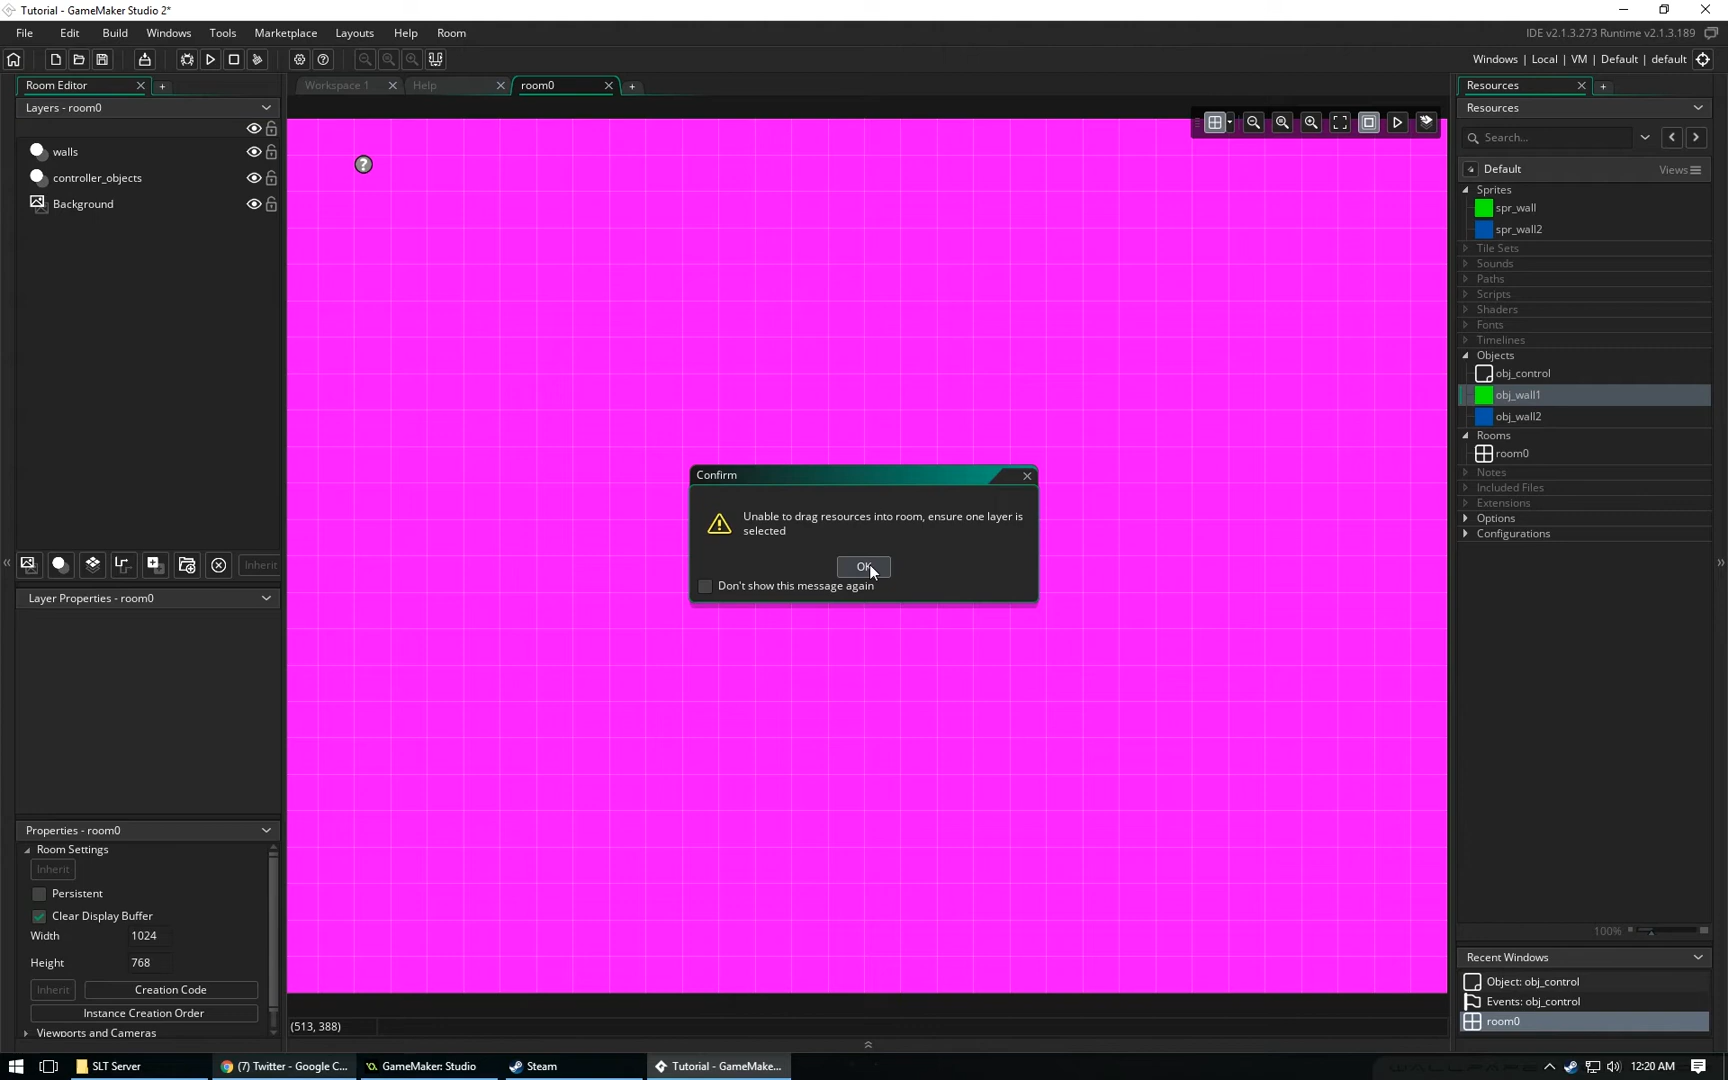 Tutorial - GameMaker Studio 2*
File Edit Build Windows Tools Marketplace Layouts Help Room
IDE v2.1.3.273 Runtime v2.1.3.189
Windows | Local | VM | Default | default
Room Editor
Workspace 1
Help
room0
Resources
Layers - room0
Resources
Search...
walls
controller_objects
Background
Default
Views
Sprites
spr_wall
spr_wall2
Tile Sets
Sounds
Paths
Scripts
Shaders
Fonts
Timelines
Objects
obj_control
obj_wall1
obj_wall2
Rooms
room0
Notes
Included Files
Extensions
Options
Configurations
Confirm
Unable to drag resources into room, ensure one layer is
selected
OK
Don't show this message again
Inherit
Layer Properties - room0
Properties - room0
Room Settings
Inherit
Persistent
Clear Display Buffer
Width 1024
Height 768
Inherit Creation Code
Instance Creation Order
Viewports and Cameras
(513, 388)
100%
Recent Windows
Object: obj_control
Events: obj_control
room0
SLT Server
(7) Twitter - Google C...
GameMaker: Studio
Steam
Tutorial - GameMake...
12:20 AM